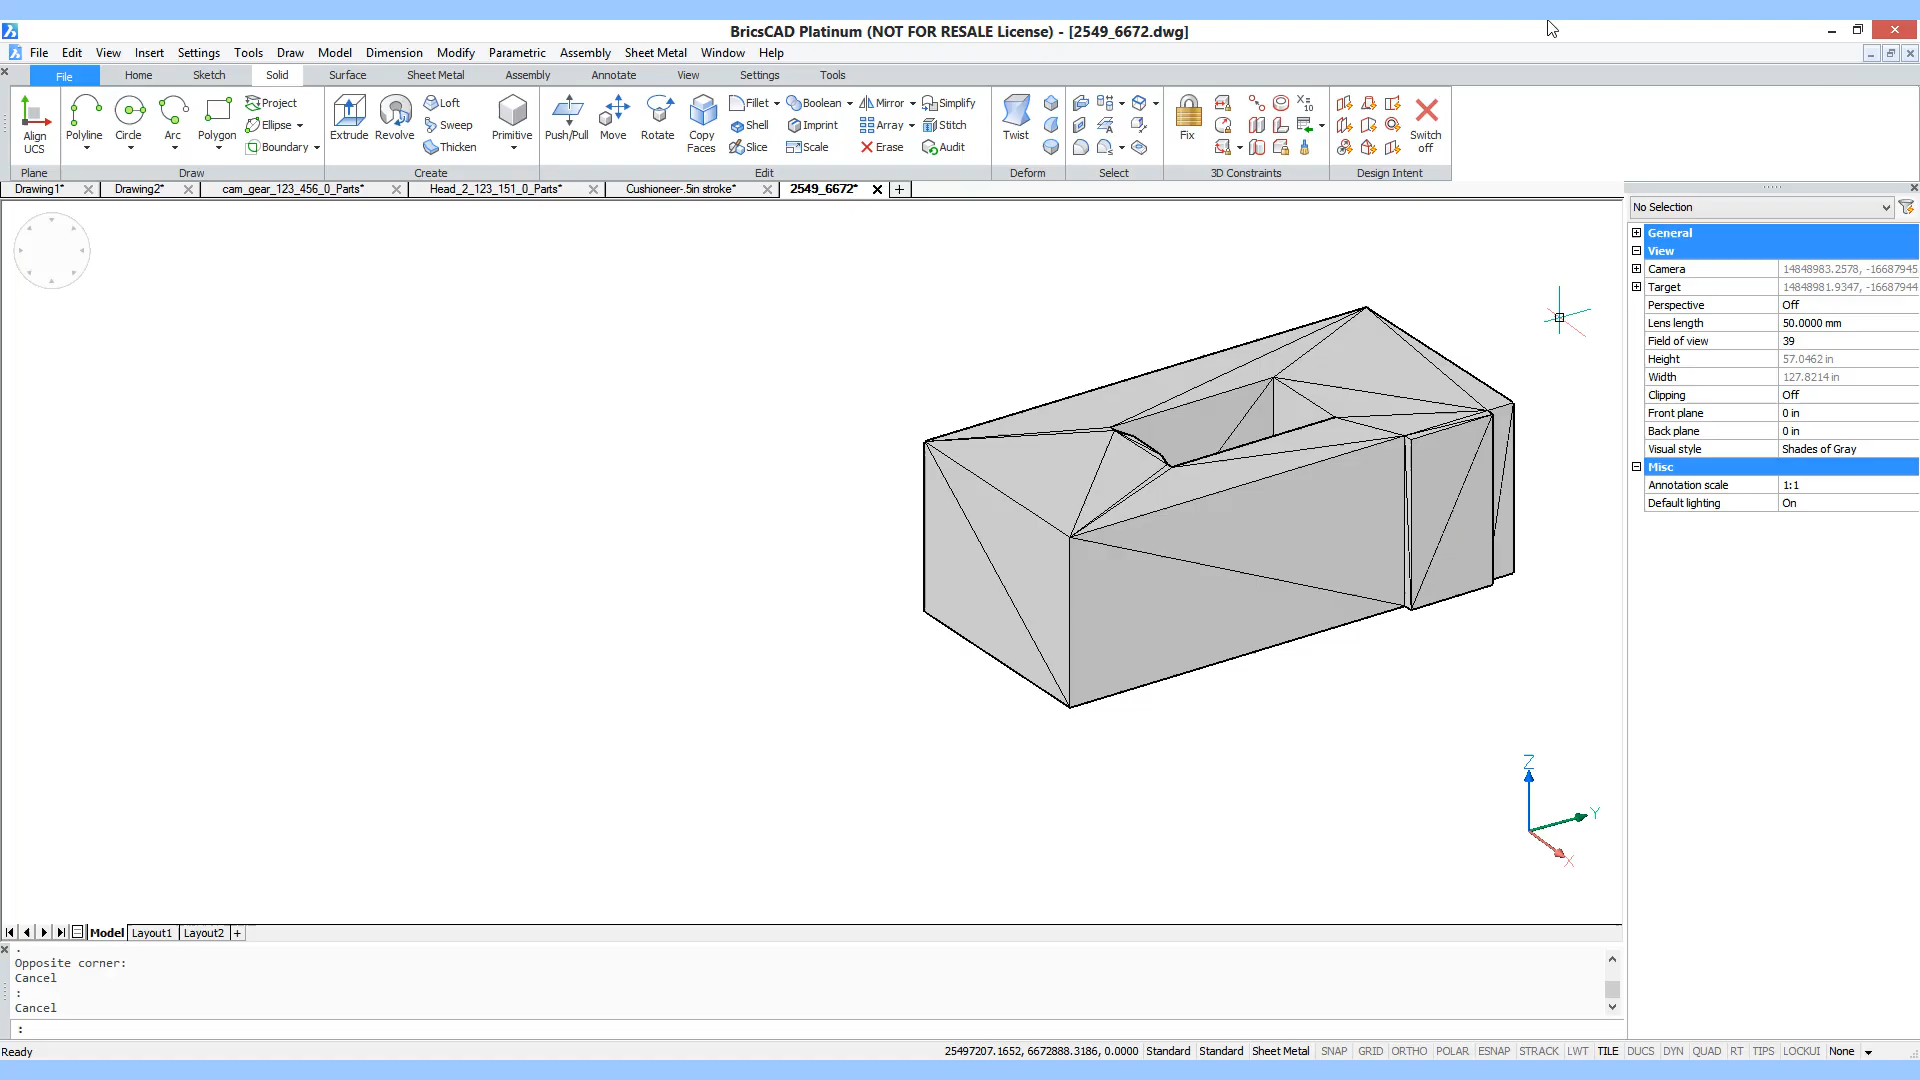 BricsCAD Platinum (NOT FOR RESALE License) - [2549_6672.dwg]
File Edit View Insert Settings Tools Draw Model Dimension Modify Parametric Assembly Sheet Metal Window Help
File Home Sketch Solid Surface Sheet Metal Assembly Annotate View Settings Tools
Align UCS Polyline Circle Arc Polygon Project Ellipse Boundary Extrude Revolve Loft Sweep Thicken Primitive Push/Pull Move Rotate Copy Faces Fillet Shell Slice Boolean Imprint Scale Mirror Array Erase Simplify Stitch Audit Twist Fix X 10 Switch off
Plane Draw Create Edit Deform Select 3D Constraints Design Intent
Drawing1* Drawing2* cam_gear_123_456_0_Parts* Head_2_123_151_0_Parts* Cushioneer-.5in stroke* 2549_6672* +
No Selection
General
View
Camera 14848983.2578, -16687945
Target 14848981.9347, -16687944
Perspective Off
Lens length 50.0000 mm
Field of view 39
Height 57.0462 in
Width 127.8214 in
Clipping Off
Front plane 0 in
Back plane 0 in
Visual style Shades of Gray
Misc
Annotation scale 1:1
Default lighting On
Z
Y
X
Model Layout1 Layout2 +
.
Opposite corner:
Cancel
:
Cancel
:
Ready 25497207.1652, 6672888.3186, 0.0000 Standard Standard Sheet Metal SNAP GRID ORTHO POLAR ESNAP STRACK LWT TILE DUCS DYN QUAD RT TIPS LOCKUI None